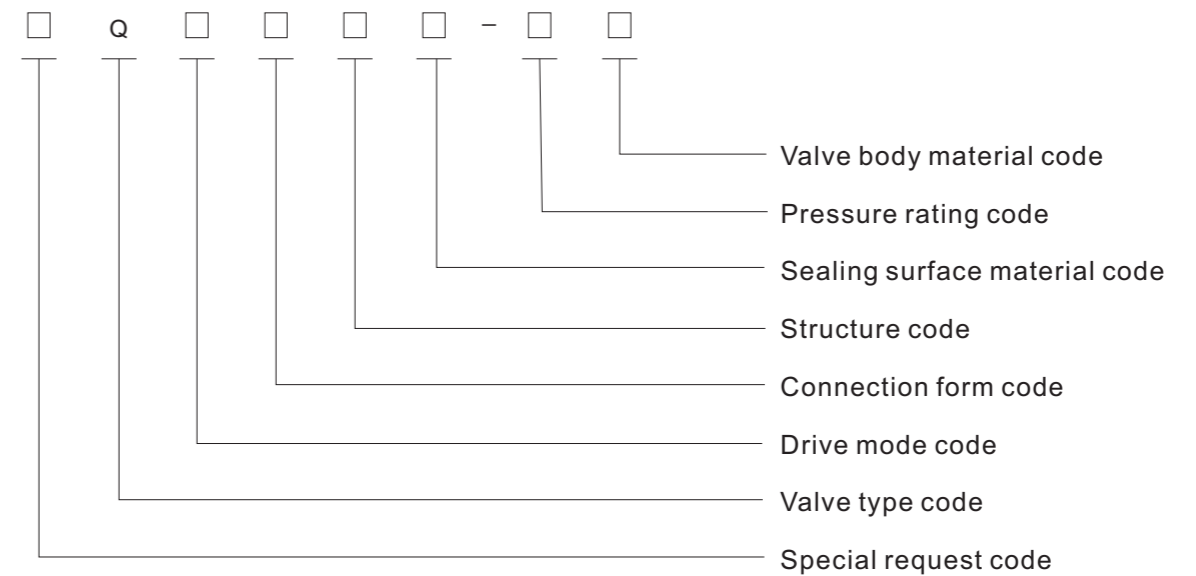 □ Q □ □ □ □ – □ □
Valve body material code
Pressure rating code
Sealing surface material code
Structure code
Connection form code
Drive mode code
Valve type code
Special request code